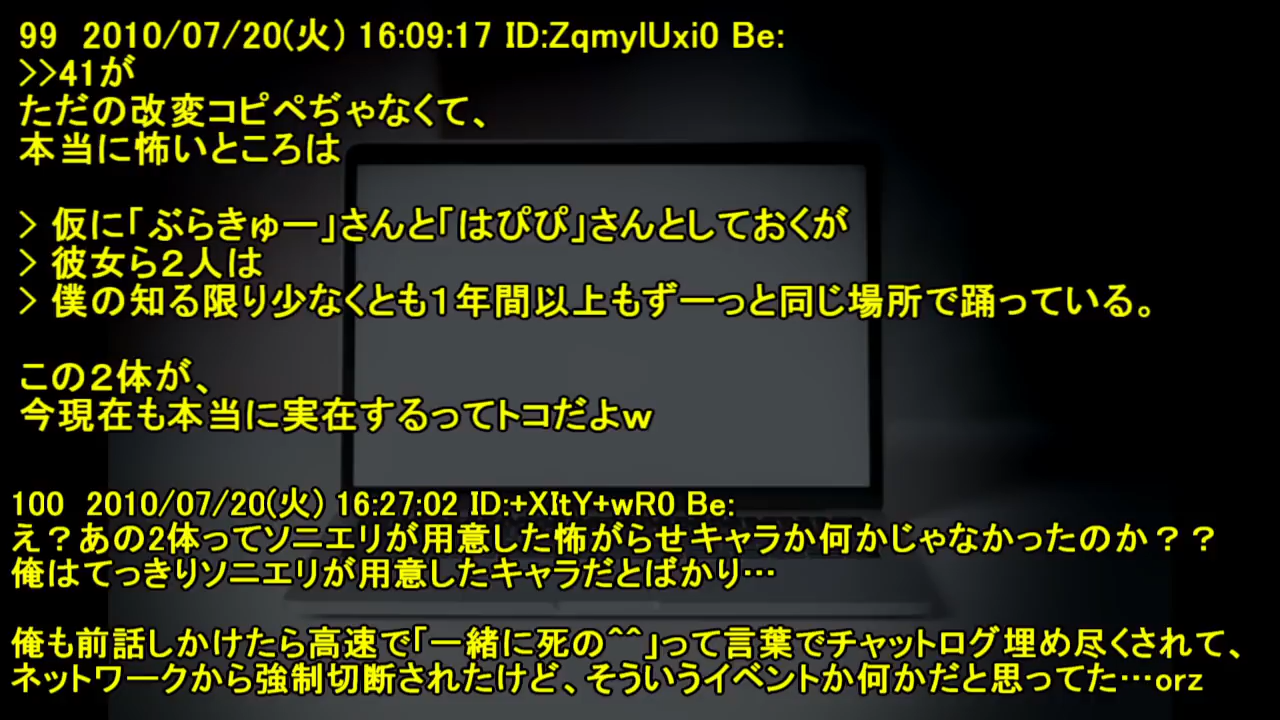 99 2010/07/20(火) 16:09:17 ID:ZqmylUxi0 Be:
>>41が
ただの改変コピペぢゃなくて、
本当に怖いところは
> 仮に「ぶらきゅー」さんと「はぴぴ」さんとしておくが
> 彼女ら２人は
> 僕の知る限り少なくとも１年間以上もずーっと同じ場所で踊っている。
この２体が、
今現在も本当に実在するってトコだよw
100 2010/07/20(火) 16:27:02 ID:+XItY+wR0 Be:
え？あの2体ってソニエリが用意した怖がらせキャラか何かじゃなかったのか？？
俺はてっきりソニエリが用意したキャラだとばかり…
俺も前話しかけたら高速で「一緒に死の^^」って言葉でチャットログ埋め尽くされて、
ネットワークから強制切断されたけど、そういうイベントか何かだと思ってた…orz